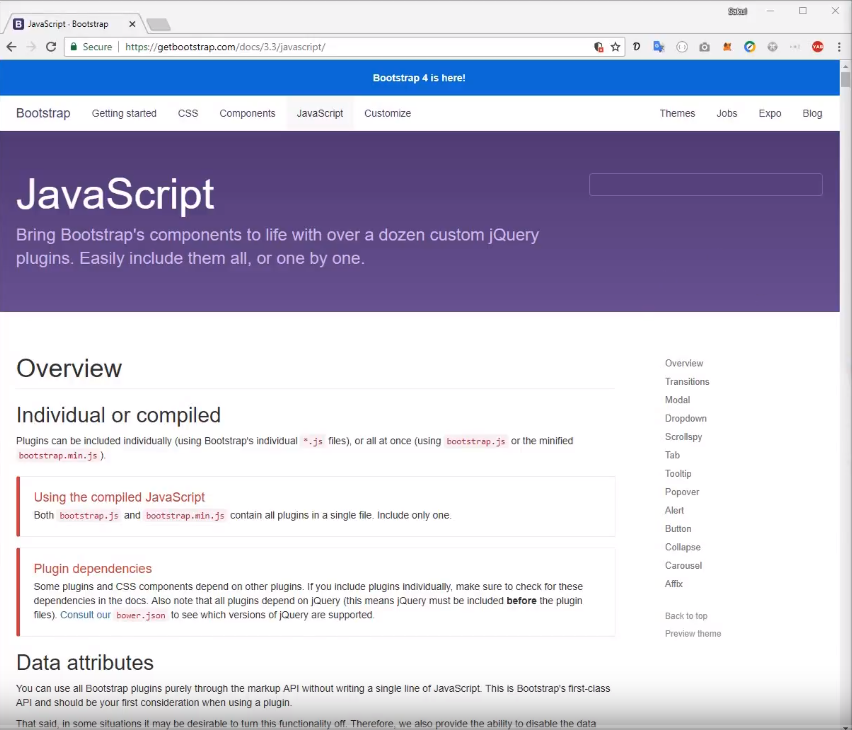 JavaScript · Bootstrap
Secure | https://getbootstrap.com/docs/3.3/javascript/
Bootstrap 4 is here!
Bootstrap Getting started CSS Components JavaScript Customize Themes Jobs Expo Blog
JavaScript
Bring Bootstrap's components to life with over a dozen custom jQuery
plugins. Easily include them all, or one by one.
Overview
Individual or compiled
Plugins can be included individually (using Bootstrap's individual *.js files), or all at once (using bootstrap.js or the minified
bootstrap.min.js).
Using the compiled JavaScript
Both bootstrap.js and bootstrap.min.js contain all plugins in a single file. Include only one.
Plugin dependencies
Some plugins and CSS components depend on other plugins. If you include plugins individually, make sure to check for these
dependencies in the docs. Also note that all plugins depend on jQuery (this means jQuery must be included before the plugin
files). Consult our bower.json to see which versions of jQuery are supported.
Data attributes
You can use all Bootstrap plugins purely through the markup API without writing a single line of JavaScript. This is Bootstrap's first-class
API and should be your first consideration when using a plugin.
That said, in some situations it may be desirable to turn this functionality off. Therefore, we also provide the ability to disable the data
Overview
Transitions
Modal
Dropdown
Scrollspy
Tab
Tooltip
Popover
Alert
Button
Collapse
Carousel
Affix
Back to top
Preview theme